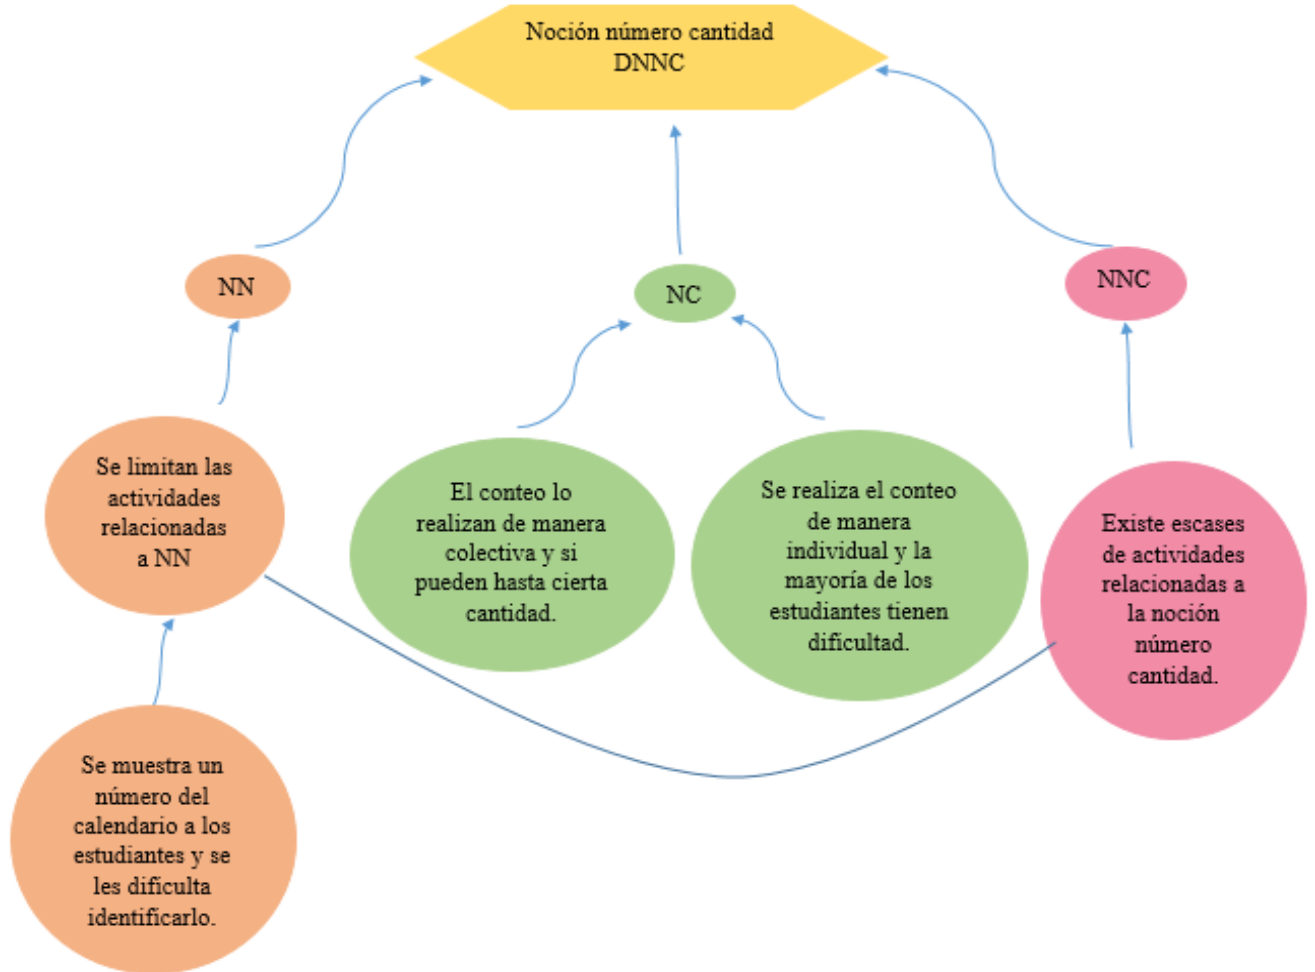 Noción número cantidad
DNNC
NN
NC
NNC
Se limitan las
actividades
relacionadas
a NN
El conteo lo
realizan de manera
colectiva y si
pueden hasta cierta
cantidad.
Se realiza el conteo
de manera
individual y la
mayoría de los
estudiantes tienen
dificultad.
Existe escases
de actividades
relacionadas a
la noción
número
cantidad.
Se muestra un
número del
calendario a los
estudiantes y se
les dificulta
identificarlo.